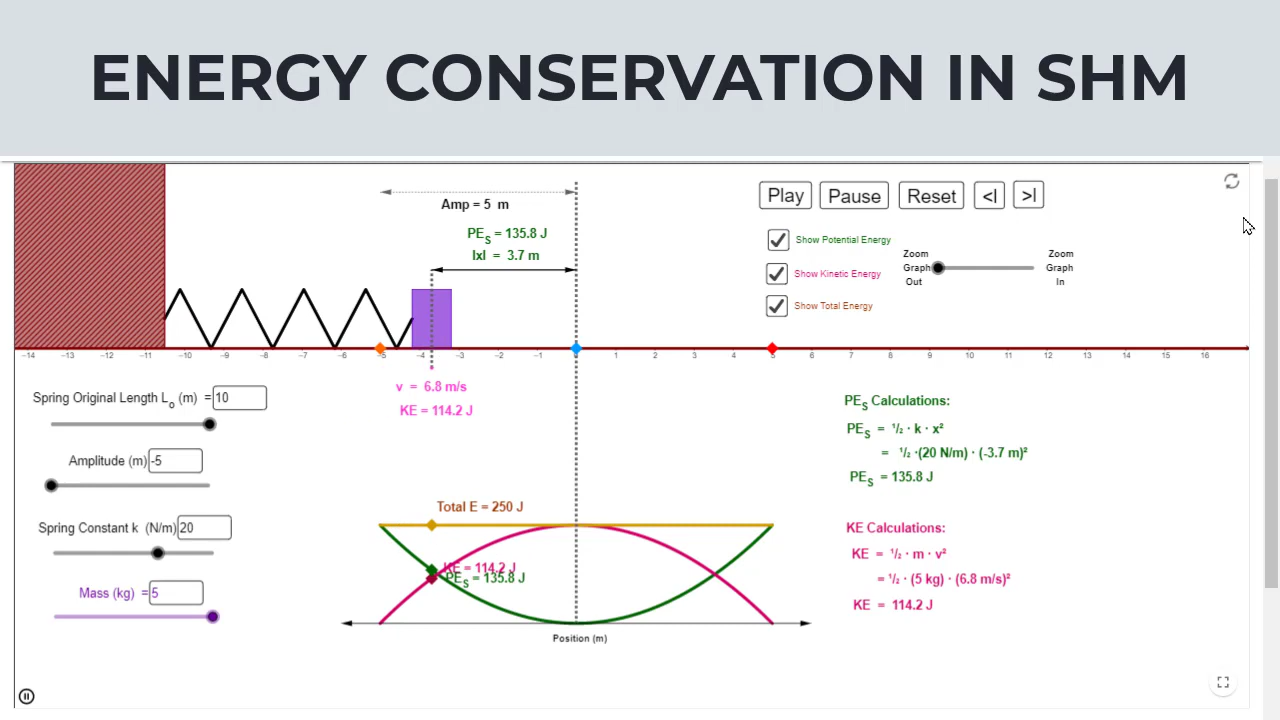 ENERGY CONSERVATION IN SHM
Amp = 5 m
PES = 135.8 J
|x| = 3.7 m
Play Pause Reset <| >|
Show Potential Energy
Show Kinetic Energy
Show Total Energy
Zoom
Graph
Out
Zoom
Graph
In
−14 −13 −12 −11 −10 −9 −8 −7 −6 −5 −4 −3 −2 −1 0 1 2 3 4 5 6 7 8 9 10 11 12 13 14 15 16
v = 6.8 m/s
KE = 114.2 J
Spring Original Length Lo (m) = 10
Amplitude (m) -5
Spring Constant k (N/m) 20
Mass (kg) = 5
Total E = 250 J
KE = 114.2 J
PES = 135.8 J
Position (m)
PES Calculations:
PES = ¹/₂ · k · x²
= ¹/₂ ·(20 N/m) · (-3.7 m)²
PES = 135.8 J
KE Calculations:
KE = ¹/₂ · m · v²
= ¹/₂ · (5 kg) · (6.8 m/s)²
KE = 114.2 J